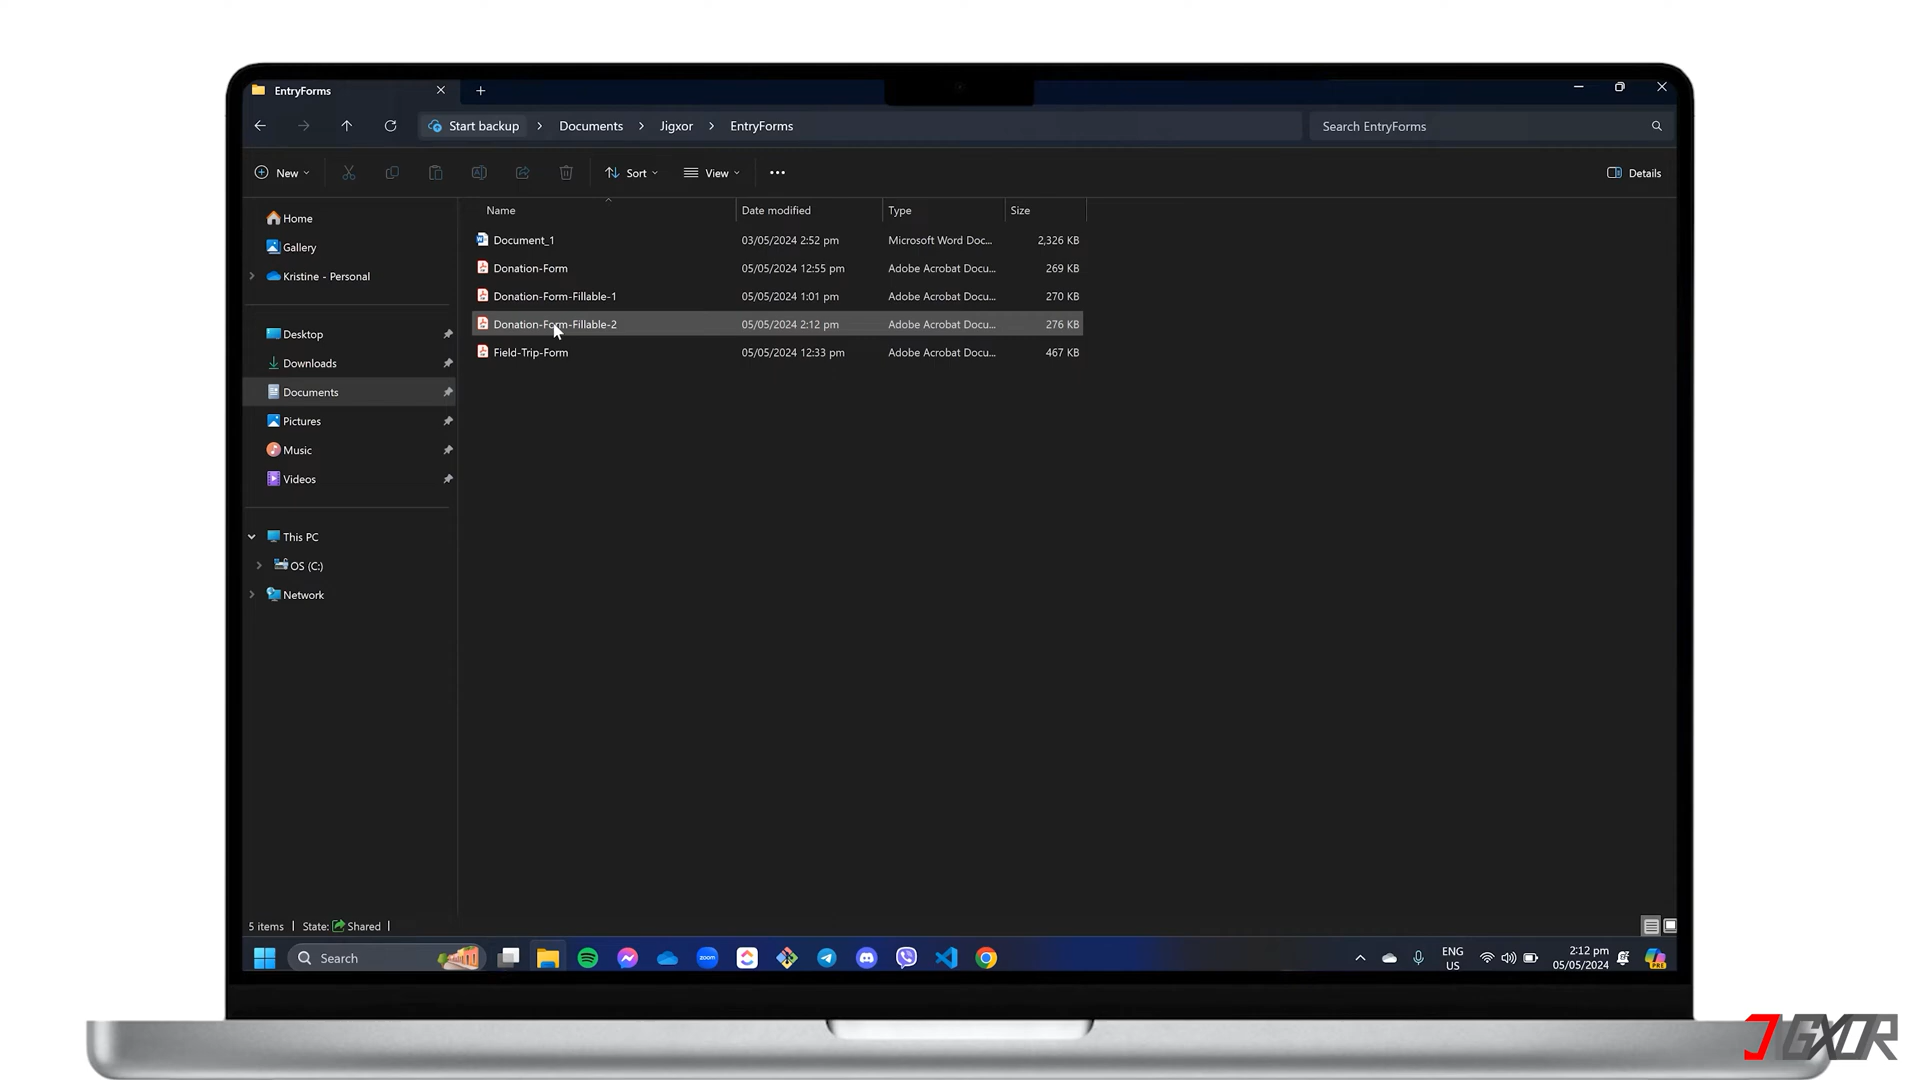 EntryForms
Start backup > Documents > Jigxor > EntryForms
Search EntryForms
New
Sort
View
Details
Name Date modified Type Size
Document_1 03/05/2024 2:52 pm Microsoft Word Doc... 2,326 KB
Donation-Form 05/05/2024 12:55 pm Adobe Acrobat Docu... 269 KB
Donation-Form-Fillable-1 05/05/2024 1:01 pm Adobe Acrobat Docu... 270 KB
Donation-Form-Fillable-2 05/05/2024 2:12 pm Adobe Acrobat Docu... 276 KB
Field-Trip-Form 05/05/2024 12:33 pm Adobe Acrobat Docu... 467 KB
Home
Gallery
Kristine - Personal
Desktop
Downloads
Documents
Pictures
Music
Videos
This PC
OS (C:)
Network
5 items | State: Shared |
Search
zoom
ENG
US
2:12 pm
05/05/2024
PRE
JIGXOR